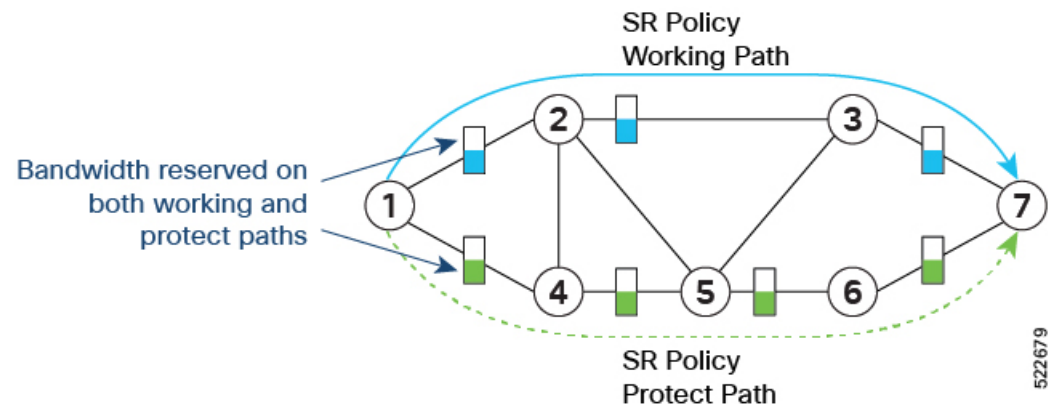 SR Policy
Working Path
2
3
Bandwidth reserved on
both working and
protect paths
1
7
4
5
6
SR Policy
Protect Path
522679